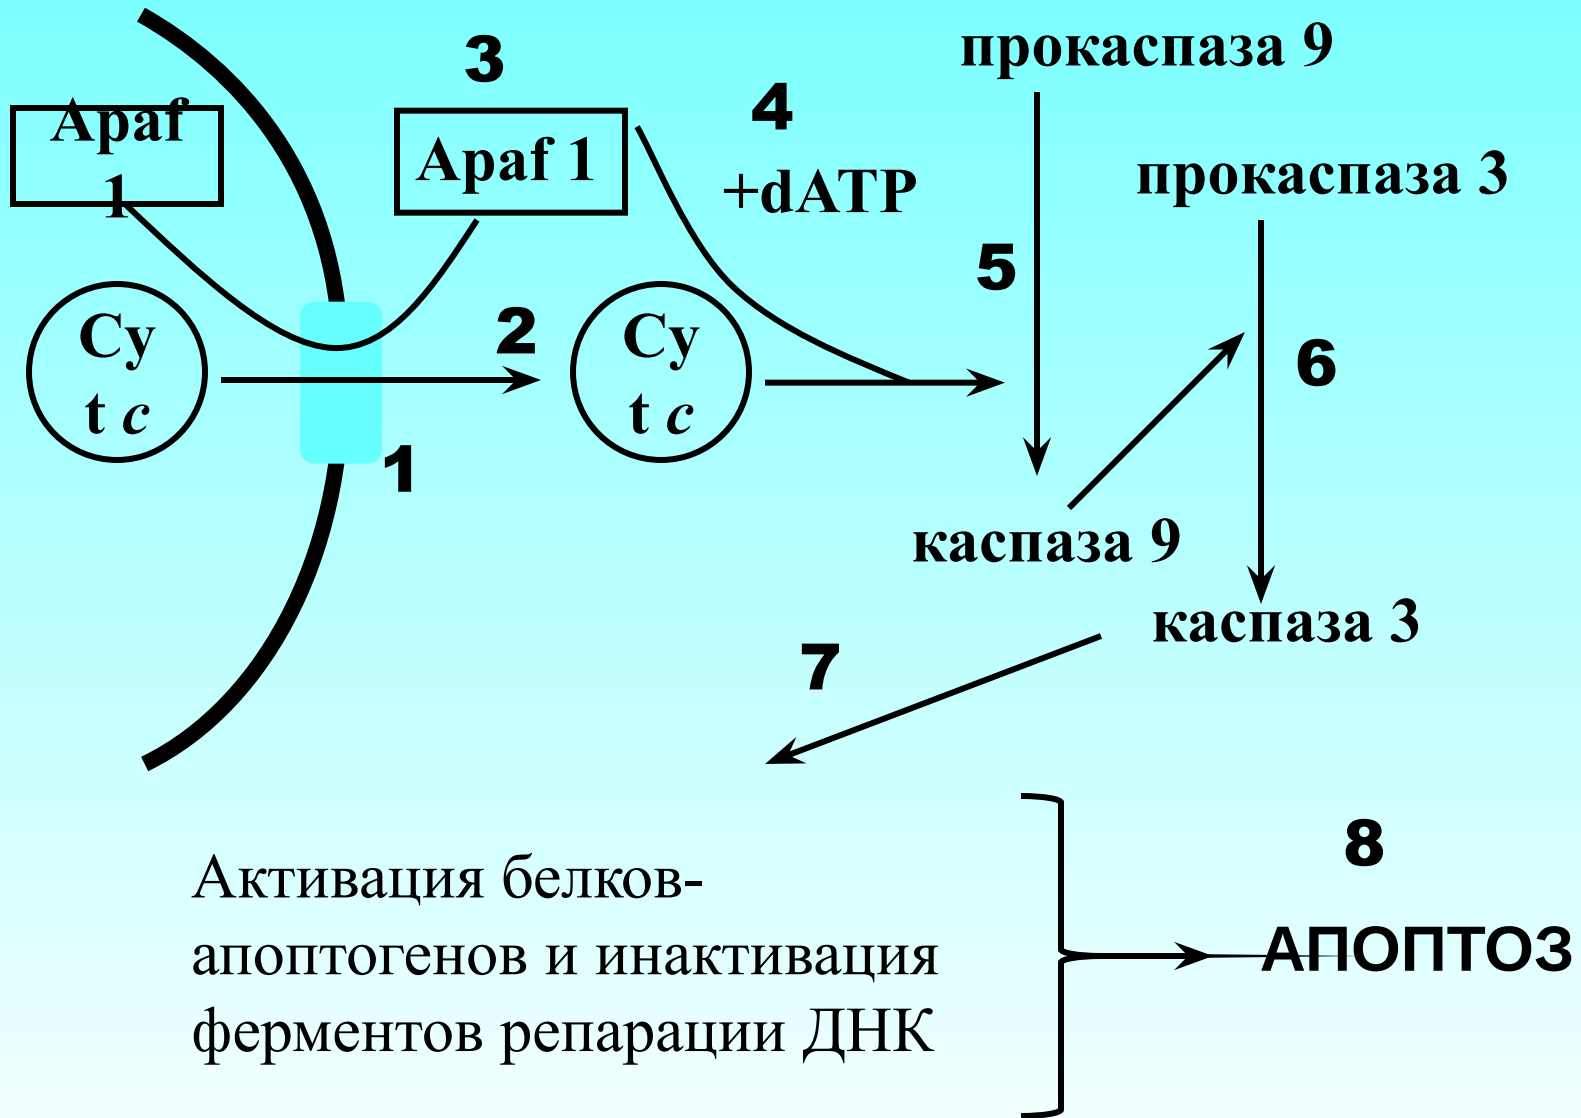 3
прокаспаза 9
4
Apaf
1
Apaf 1
прокаспаза 3
+dATP
5
2
Cy
t c
Cy
t c
6
1
каспаза 9
каспаза 3
7
8
Активация белков-
апоптогенов и инактивация
ферментов репарации ДНК
АПОПТОЗ